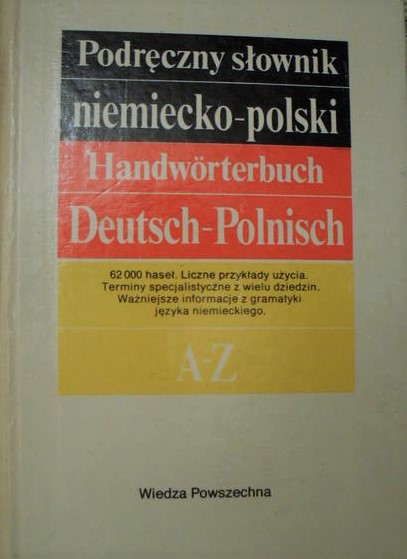 Podręczny słownik
niemiecko-polski
Handwörterbuch
Deutsch-Polnisch
62 000 haseł. Liczne przykłady użycia.
Terminy specjalistyczne z wielu dziedzin.
Ważniejsze informacje z gramatyki
języka niemieckiego.
A-Z
Wiedza Powszechna